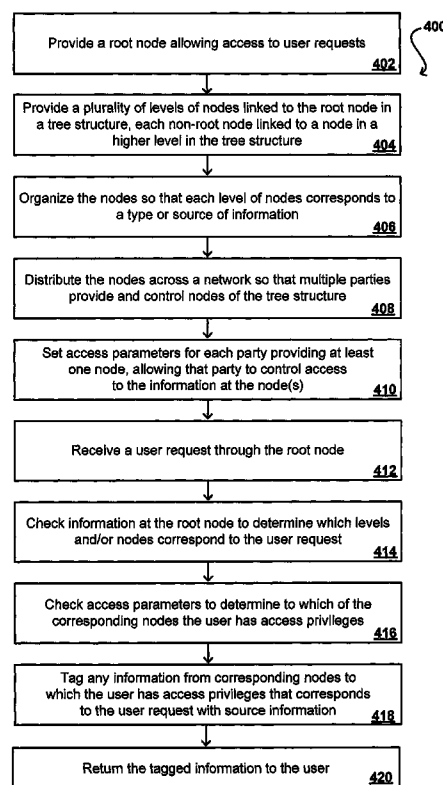 400
Provide a root node allowing access to user requests
402
Provide a plurality of levels of nodes linked to the root node in
a tree structure, each non-root node linked to a node in a
higher level in the tree structure
404
Organize the nodes so that each level of nodes corresponds to
a type or source of information
406
Distribute the nodes across a network so that multiple parties
provide and control nodes of the tree structure
408
Set access parameters for each party providing at least
one node, allowing that party to control access
to the information at the node(s)
410
Receive a user request through the root node
412
Check information at the root node to determine which levels
and/or nodes correspond to the user request
414
Check access parameters to determine to which of the
corresponding nodes the user has access privileges
416
Tag any information from corresponding nodes to
which the user has access privileges that corresponds
to the user request with source information
418
Return the tagged information to the user
420